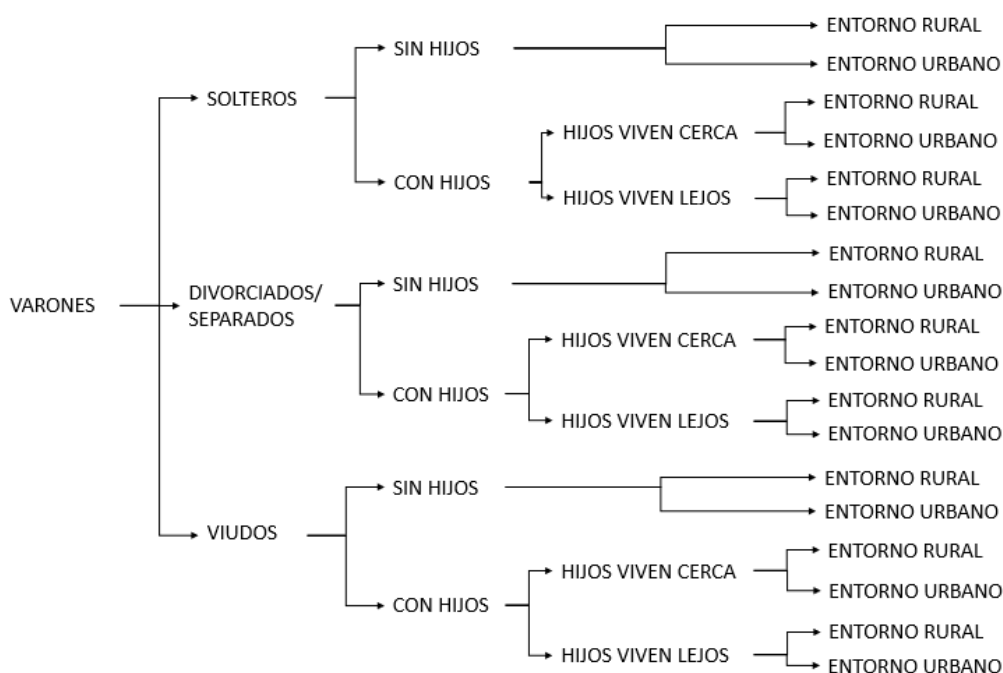 ENTORNO RURAL
SIN HIJOS
ENTORNO URBANO
SOLTEROS
ENTORNO RURAL
HIJOS VIVEN CERCA
ENTORNO URBANO
CON HIJOS
ENTORNO RURAL
HIJOS VIVEN LEJOS
ENTORNO URBANO
VARONES
DIVORCIADOS/
SEPARADOS
ENTORNO RURAL
SIN HIJOS
ENTORNO URBANO
ENTORNO RURAL
HIJOS VIVEN CERCA
ENTORNO URBANO
CON HIJOS
ENTORNO RURAL
HIJOS VIVEN LEJOS
ENTORNO URBANO
ENTORNO RURAL
SIN HIJOS
ENTORNO URBANO
VIUDOS
ENTORNO RURAL
HIJOS VIVEN CERCA
ENTORNO URBANO
CON HIJOS
ENTORNO RURAL
HIJOS VIVEN LEJOS
ENTORNO URBANO